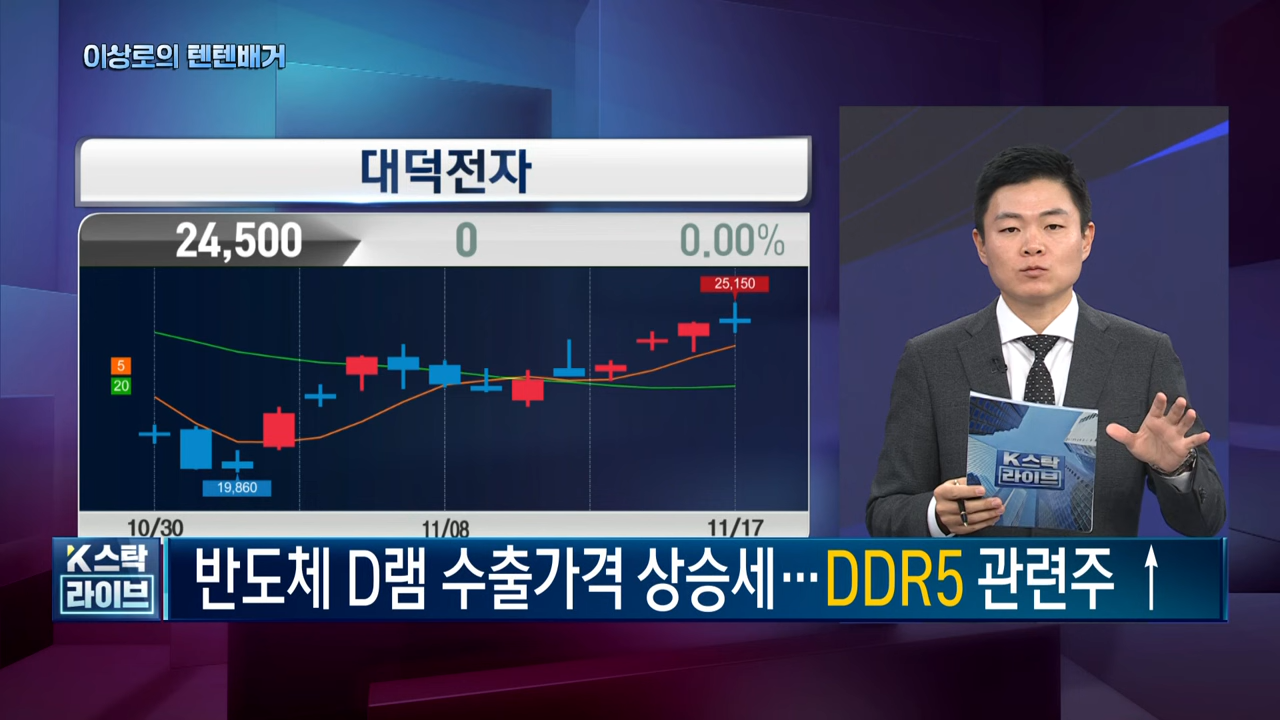 이상로의 텐텐배거
대덕전자
24,500 0 0.00%
25,150
5
20
19,860
10/30 11/08 11/17
K스탁
라이브
K스탁
라이브
반도체 D램 수출가격 상승세…DDR5 관련주 ↑